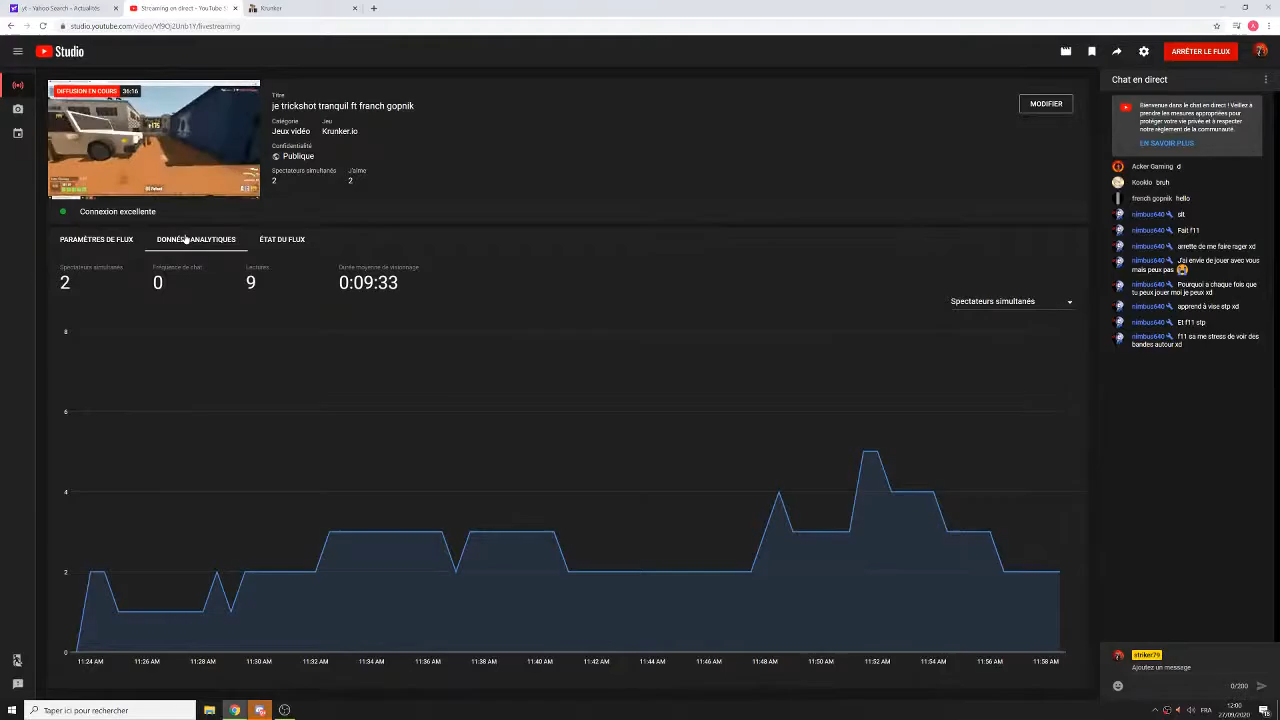 yt - Yahoo Search - Actualités
Streaming en direct - YouTube S
Krunker
studio.youtube.com/video/Vf9Oj2Unb1Y/livestreaming
Studio
ARRÊTER LE FLUX
DIFFUSION EN COURS
36:16
+175
Titre
je trickshot tranquil ft franch gopnik
Catégorie
Jeu
Jeux vidéo
Krunker.io
Confidentialité
Publique
Spectateurs simultanés
J'aime
2
2
MODIFIER
Connexion excellente
PARAMÈTRES DE FLUX
DONNÉES ANALYTIQUES
ÉTAT DU FLUX
Spectateurs simultanés
Fréquence de chat
Lectures
Durée moyenne de visionnage
2
0
9
0:09:33
Spectateurs simultanés
8
6
4
2
0
11:24 AM
11:26 AM
11:28 AM
11:30 AM
11:32 AM
11:34 AM
11:36 AM
11:38 AM
11:40 AM
11:42 AM
11:44 AM
11:46 AM
11:48 AM
11:50 AM
11:52 AM
11:54 AM
11:56 AM
11:58 AM
Chat en direct
Bienvenue dans le chat en direct ! Veillez à
prendre les mesures appropriées pour
protéger votre vie privée et à respecter
notre règlement de la communauté.
EN SAVOIR PLUS
Acker Gaming d
Kooklo bruh
french gopnik hello
nimbus640 slt
nimbus640 Fait f11
nimbus640 arrette de me faire rager xd
nimbus640 J'ai envie de jouer avec vous
mais peux pas
nimbus640 Pourquoi a chaque fois que
tu peux jouer moi je peux xd
nimbus640 apprend à vise stp xd
nimbus640 Et f11 stp
nimbus640 f11 sa me stress de voir des
bandes autour xd
striker79
Ajoutez un message
0/200
Taper ici pour rechercher
FRA
12:00
27/09/2020